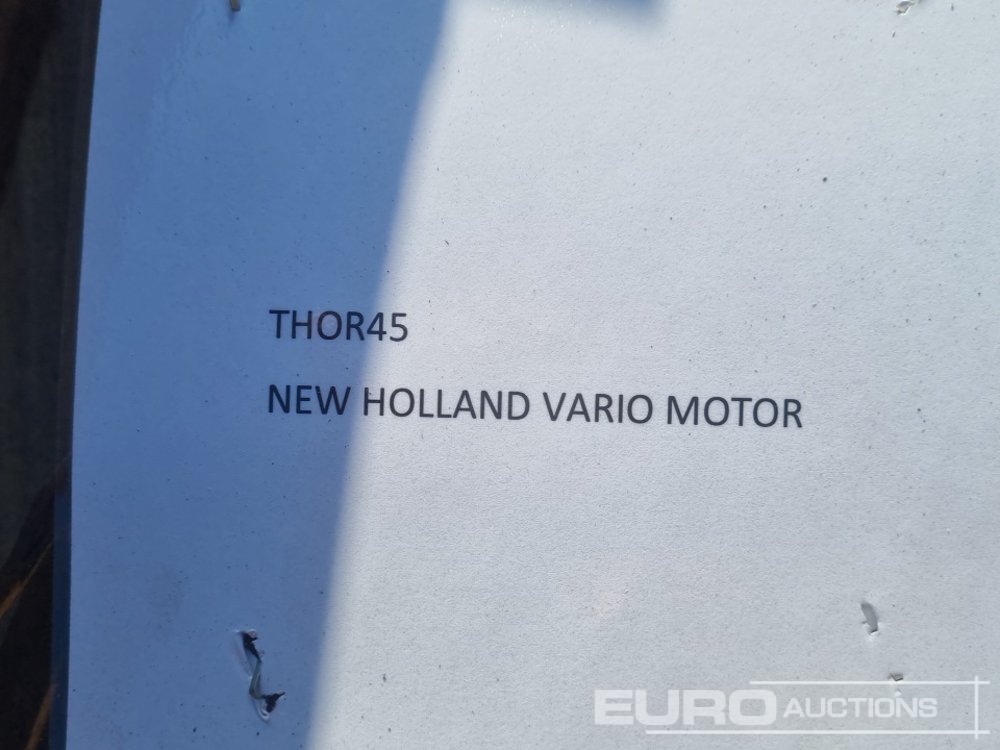 THOR45
NEW HOLLAND VARIO MOTOR
EURO AUCTIONS